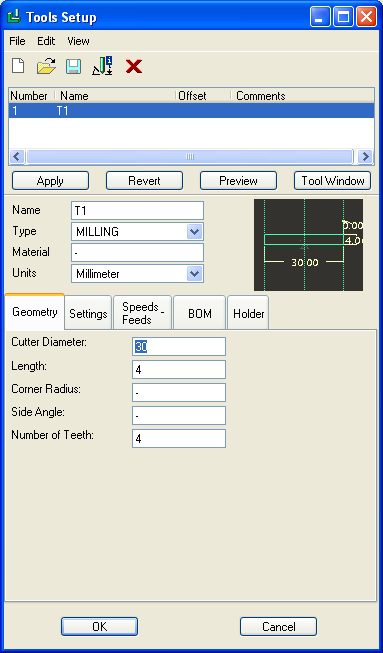 Tools Setup
File Edit View
Number Name Offset Comments
1 T1
Apply Revert Preview Tool Window
Name T1
Type MILLING
Material -
Units Millimeter
0.00
4.0
30.00
Geometry Settings Speeds - Feeds BOM Holder
Cutter Diameter: 30
Length: 4
Corner Radius: -
Side Angle: -
Number of Teeth: 4
OK Cancel